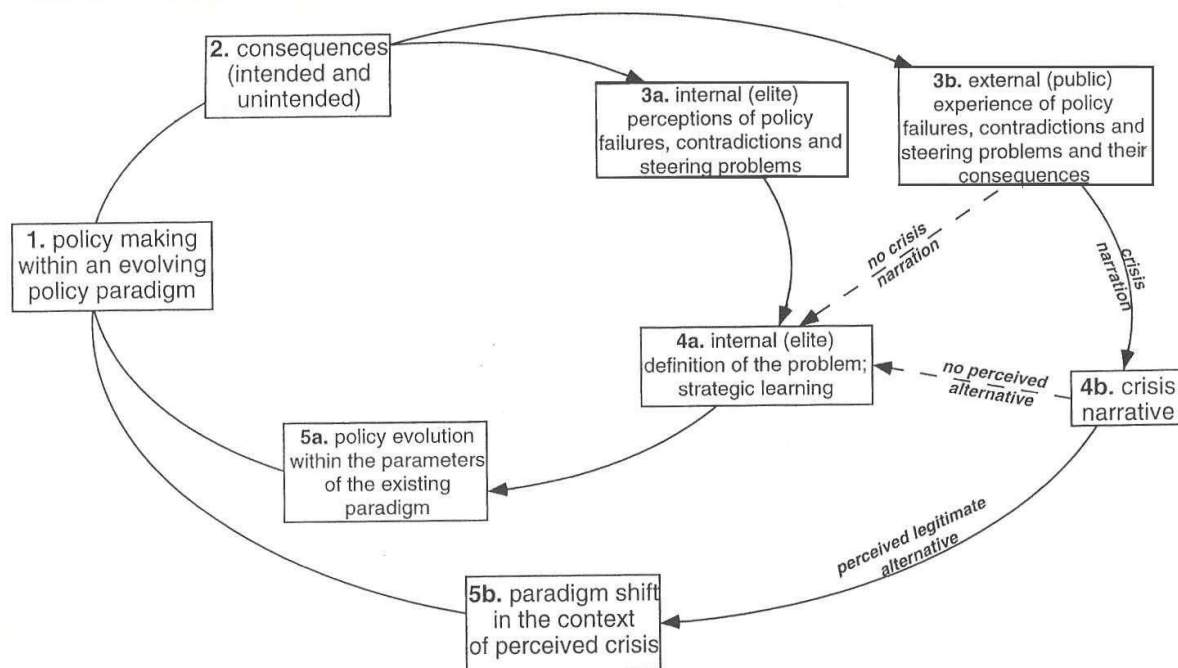 2. consequences
(intended and
unintended)
3a. internal (elite)
perceptions of policy
failures, contradictions and
steering problems
3b. external (public)
experience of policy
failures, contradictions and
steering problems and their
consequences
1. policy making
within an evolving
policy paradigm
no crisis
narration
crisis
narration
4a. internal (elite)
definition of the problem;
strategic learning
no perceived
alternative
4b. crisis
narrative
5a. policy evolution
within the parameters
of the existing
paradigm
perceived legitimate
alternative
5b. paradigm shift
in the context
of perceived crisis